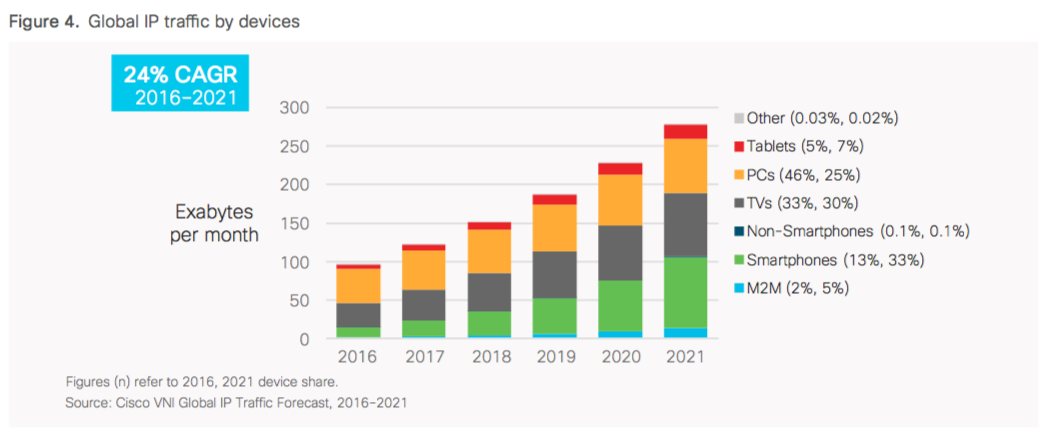 Figure 4. Global IP traffic by devices
24% CAGR
2016–2021
Exabytes
per month
300
250
200
150
100
50
0
2016 2017 2018 2019 2020 2021
Other (0.03%, 0.02%)
Tablets (5%, 7%)
PCs (46%, 25%)
TVs (33%, 30%)
Non-Smartphones (0.1%, 0.1%)
Smartphones (13%, 33%)
M2M (2%, 5%)
Figures (n) refer to 2016, 2021 device share.
Source: Cisco VNI Global IP Traffic Forecast, 2016–2021